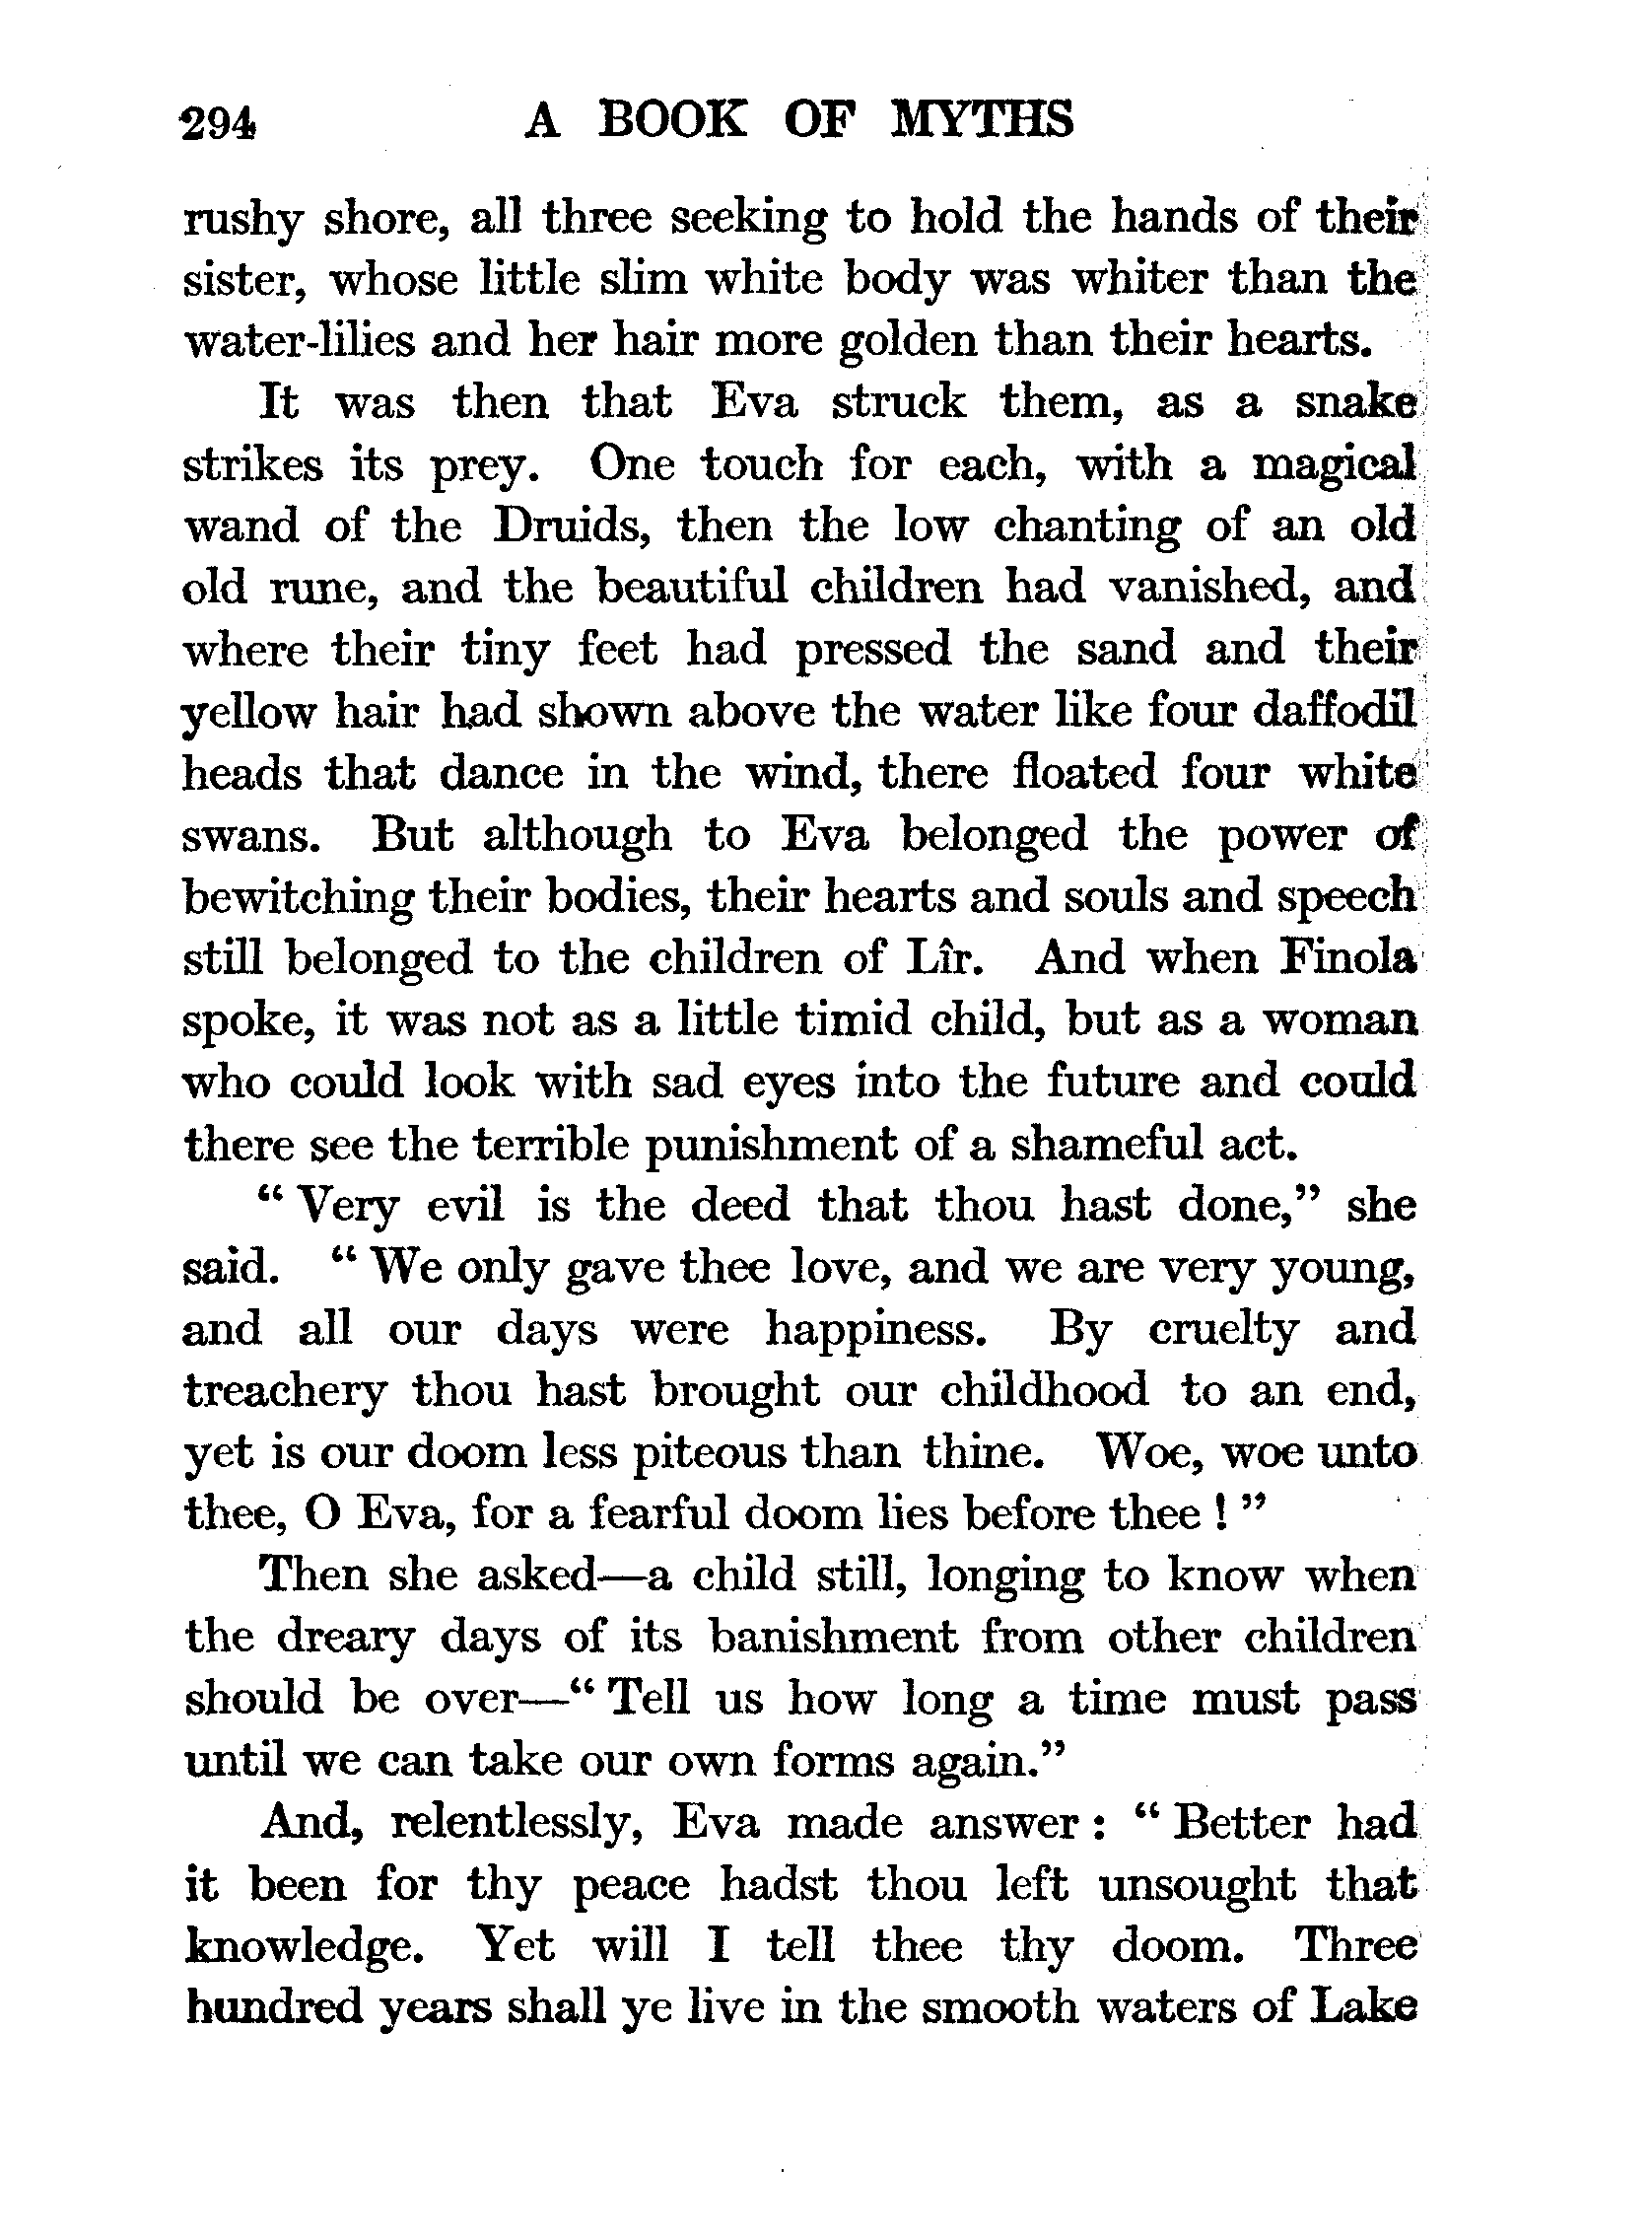 294 A BOOK OF MYTHS
rushy shore, all three seeking to hold the hands of their
sister, whose little slim white body was whiter than the
water-lilies and her hair more golden than their hearts.
It was then that Eva struck them, as a snake
strikes its prey. One touch for each, with a magical
wand of the Druids, then the low chanting of an old
old rune, and the beautiful children had vanished, and
where their tiny feet had pressed the sand and their
yellow hair had shown above the water like four daffodil
heads that dance in the wind, there floated four white
swans. But although to Eva belonged the power of
bewitching their bodies, their hearts and souls and speech
still belonged to the children of Lîr. And when Finola
spoke, it was not as a little timid child, but as a woman
who could look with sad eyes into the future and could
there see the terrible punishment of a shameful act.
“ Very evil is the deed that thou hast done,” she
said. “ We only gave thee love, and we are very young,
and all our days were happiness. By cruelty and
treachery thou hast brought our childhood to an end,
yet is our doom less piteous than thine. Woe, woe unto
thee, O Eva, for a fearful doom lies before thee ! ”
Then she asked—a child still, longing to know when
the dreary days of its banishment from other children
should be over—“ Tell us how long a time must pass
until we can take our own forms again.”
And, relentlessly, Eva made answer : “ Better had
it been for thy peace hadst thou left unsought that
knowledge. Yet will I tell thee thy doom. Three
hundred years shall ye live in the smooth waters of Lake